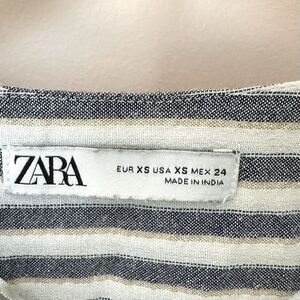 ZARA
EUR XS USA XS MEX 24
MADE IN INDIA